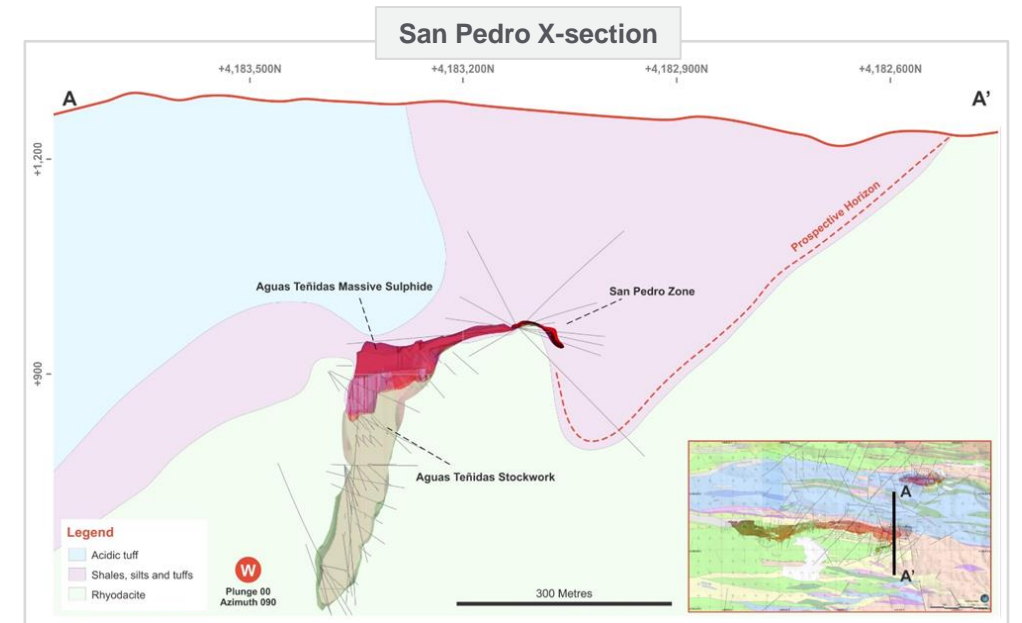 San Pedro X-section
+4,183,500N
+4,183,200N
+4,182,900N
+4,182,600N
A
A'
+1,200
+900
Prospective Horizon
Aguas Teñidas Massive Sulphide
San Pedro Zone
Aguas Teñidas Stockwork
Legend
Acidic tuff
Shales, silts and tuffs
Rhyodacite
W
Plunge 00
Azimuth 090
300 Metres
A
A'